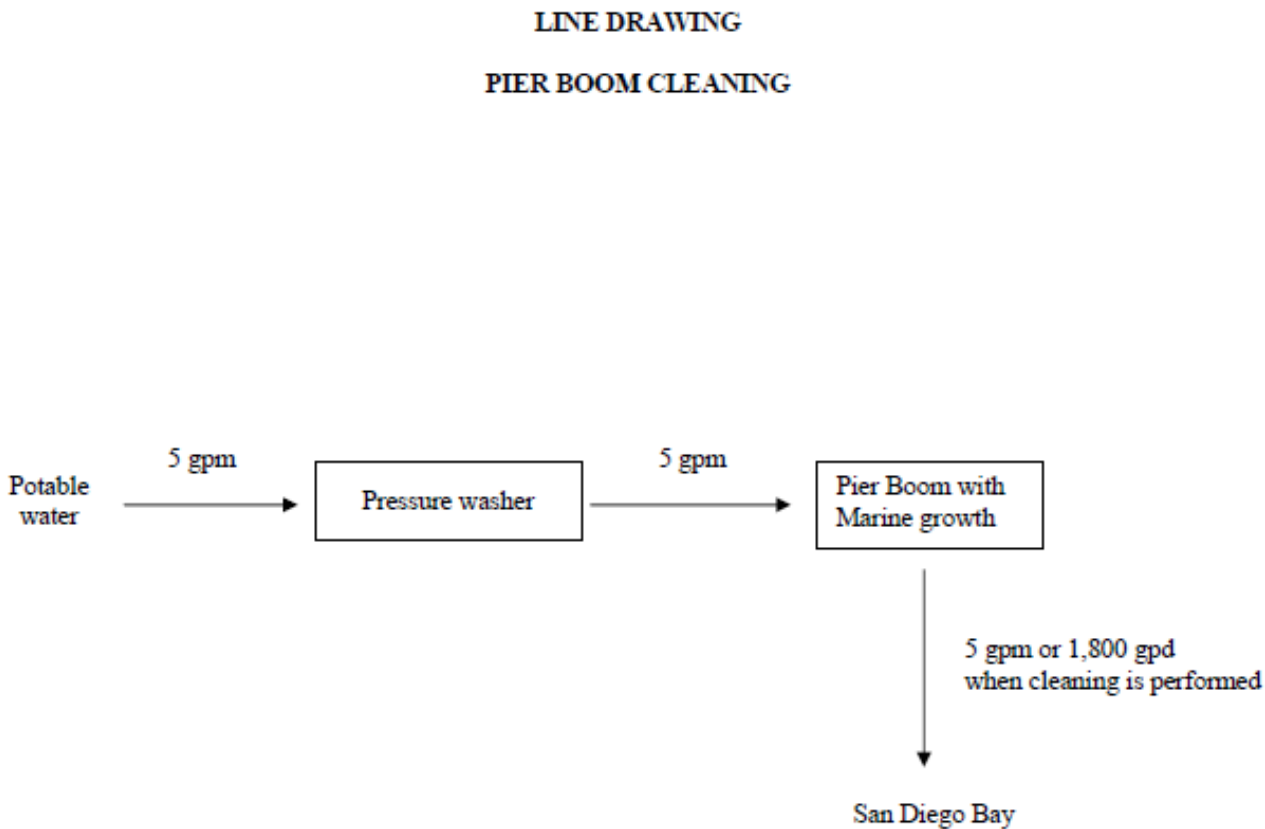 LINE DRAWING
PIER BOOM CLEANING
5 gpm
5 gpm
Potable
water
Pressure washer
Pier Boom with
Marine growth
5 gpm or 1,800 gpd
when cleaning is performed
San Diego Bay